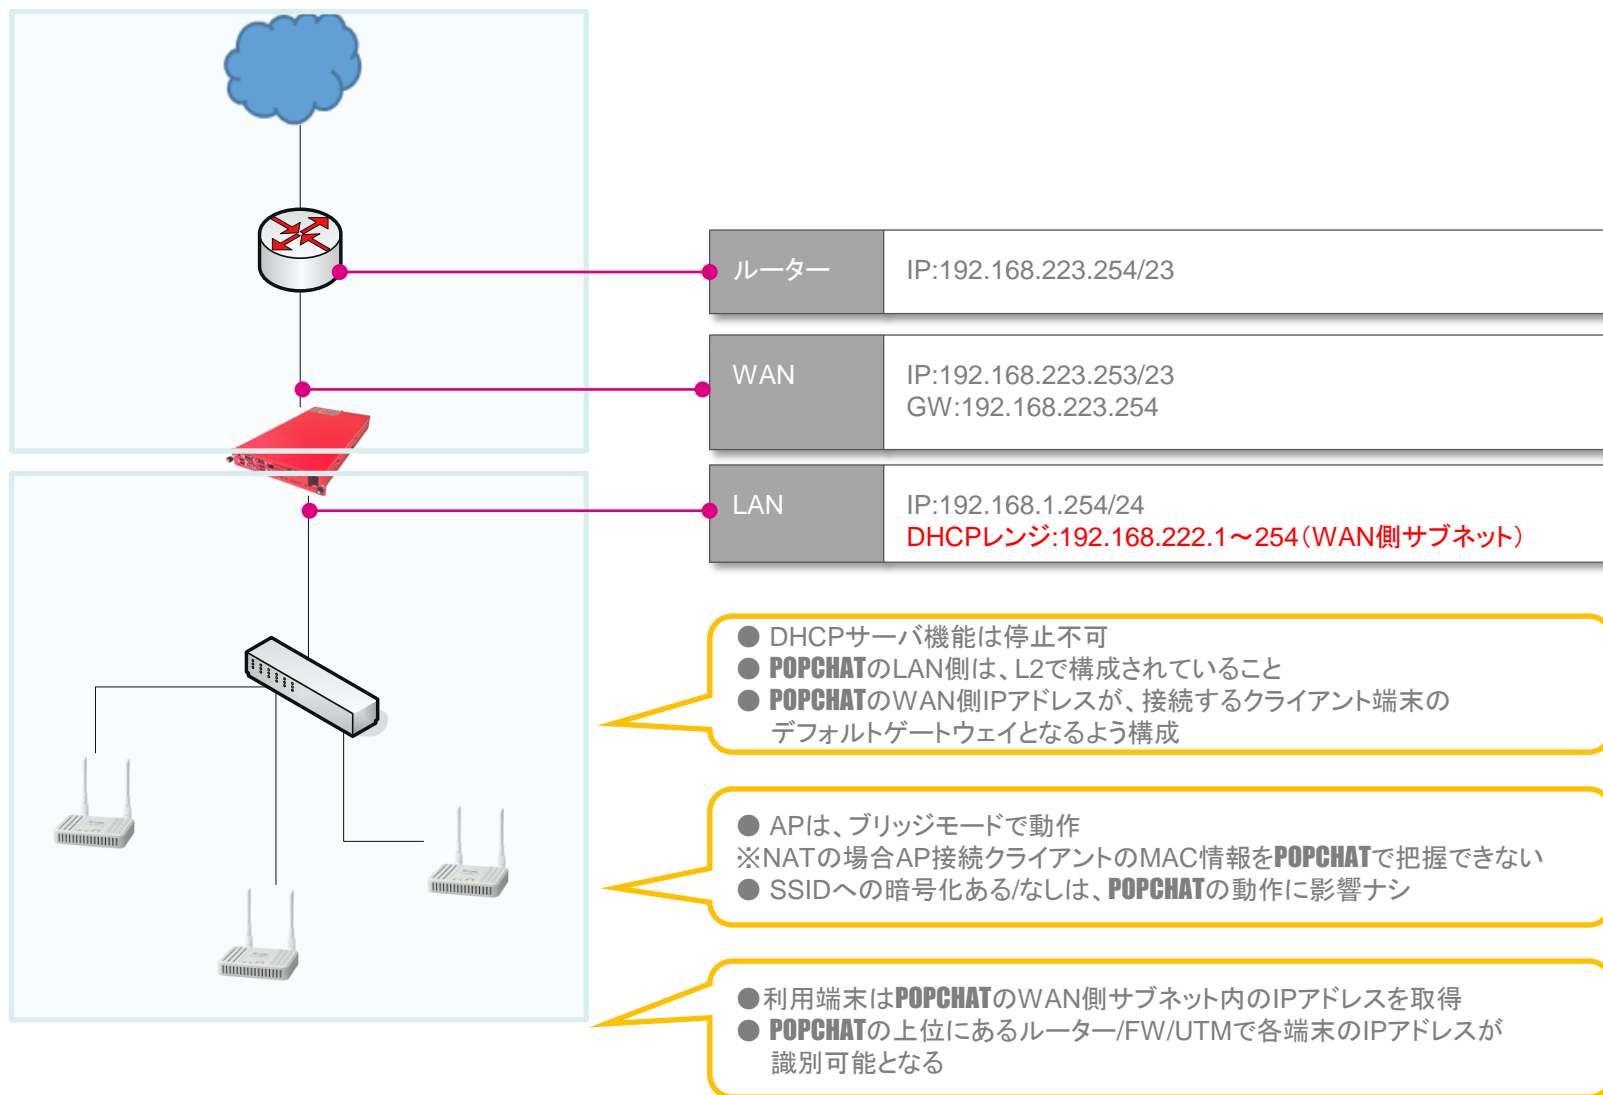 ルーター
IP:192.168.223.254/23
WAN
IP:192.168.223.253/23
GW:192.168.223.254
LAN
IP:192.168.1.254/24
DHCPレンジ:192.168.222.1～254（WAN側サブネット）
● DHCPサーバ機能は停止不可
● POPCHATのLAN側は、L2で構成されていること
● POPCHATのWAN側IPアドレスが、接続するクライアント端末の
デフォルトゲートウェイとなるよう構成
● APは、ブリッジモードで動作
※NATの場合AP接続クライアントのMAC情報をPOPCHATで把握できない
● SSIDへの暗号化ある/なしは、POPCHATの動作に影響ナシ
●利用端末はPOPCHATのWAN側サブネット内のIPアドレスを取得
● POPCHATの上位にあるルーター/FW/UTMで各端末のIPアドレスが
識別可能となる